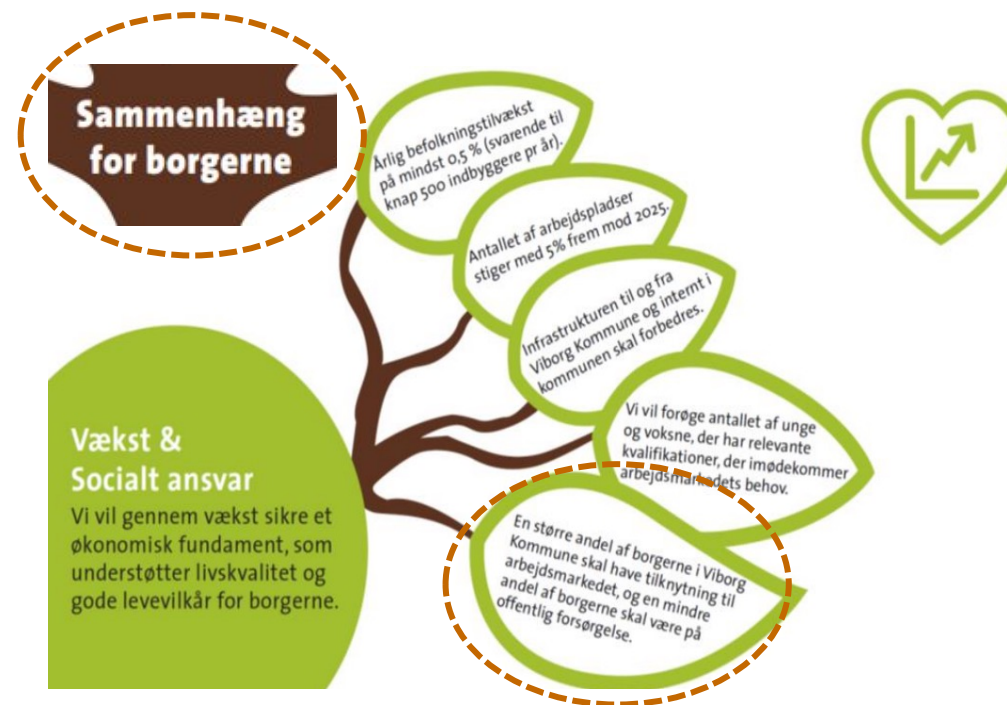 Sammenhæng
for borgerne
Årlig befolkningstilvækst
på mindst 0,5 % (svarende til
knap 500 indbyggere pr år).
Antallet af arbejdspladser
stiger med 5% frem mod 2025.
Infrastrukturen til og fra
Viborg Kommune og internt i
kommunen skal forbedres.
Vi vil forøge antallet af unge
og voksne, der har relevante
kvalifikationer, der imødekommer
arbejdsmarkedets behov.
En større andel af borgerne i Viborg
Kommune skal have tilknytning til
arbejdsmarkedet, og en mindre
andel af borgerne skal være på
offentlig forsørgelse.
Vækst &
Socialt ansvar
Vi vil gennem vækst sikre et
økonomisk fundament, som
understøtter livskvalitet og
gode levevilkår for borgerne.